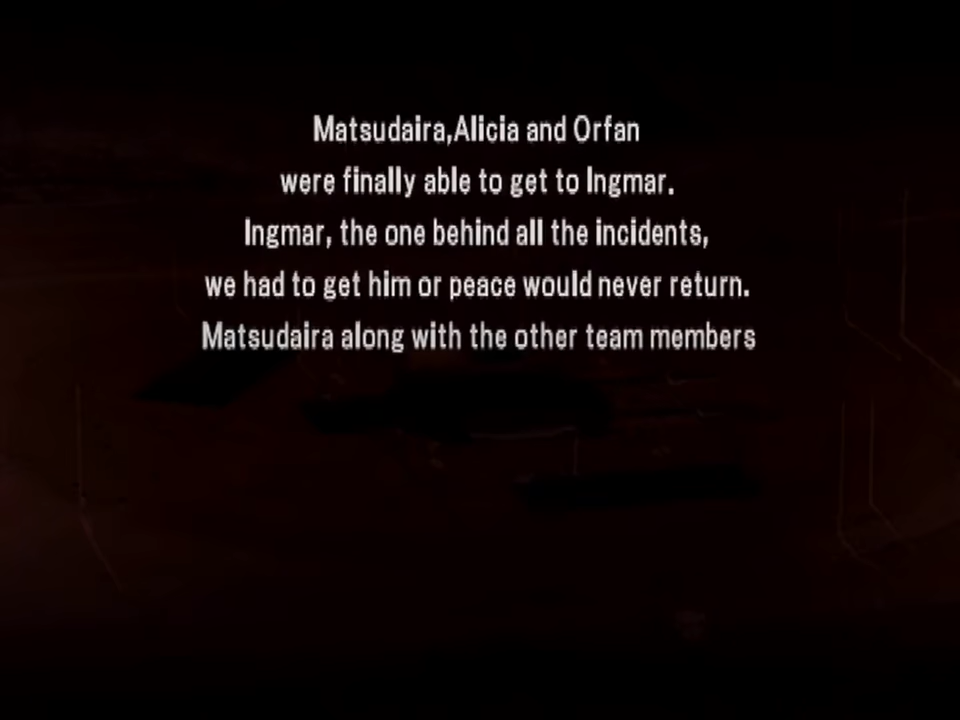 Matsudaira,Alicia and Orfan
were finally able to get to Ingmar.
Ingmar, the one behind all the incidents,
we had to get him or peace would never return.
Matsudaira along with the other team members